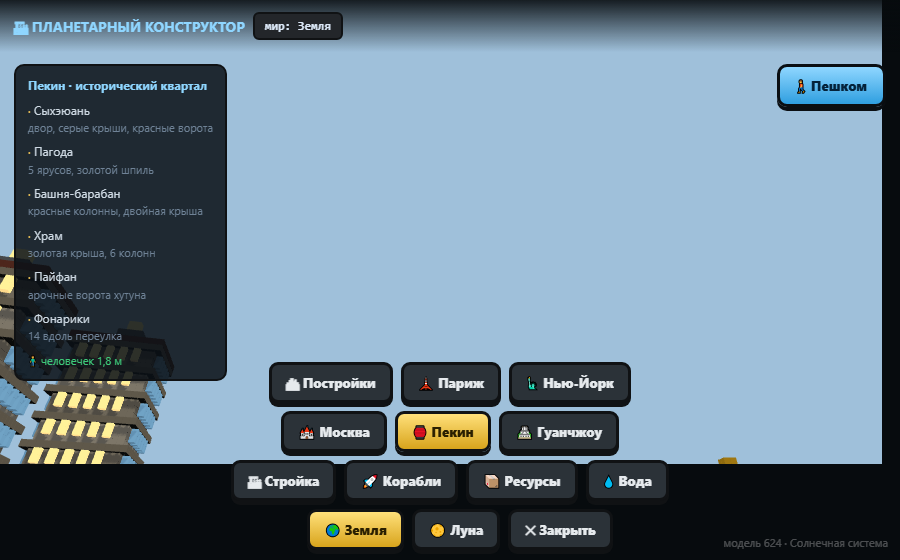 ПЛАНЕТАРНЫЙ КОНСТРУКТОР
мир: Земля
Пешком
Пекин · исторический квартал
· Сыхэюань
двор, серые крыши, красные ворота
· Пагода
5 ярусов, золотой шпиль
· Башня-барабан
красные колонны, двойная крыша
· Храм
золотая крыша, 6 колонн
· Пайфан
арочные ворота хутуна
· Фонарики
14 вдоль переулка
человечек 1,8 м
Постройки Париж Нью-Йорк
Москва Пекин Гуанчжоу
Стройка Корабли Ресурсы Вода
Земля Луна Закрыть
модель 624 · Солнечная система